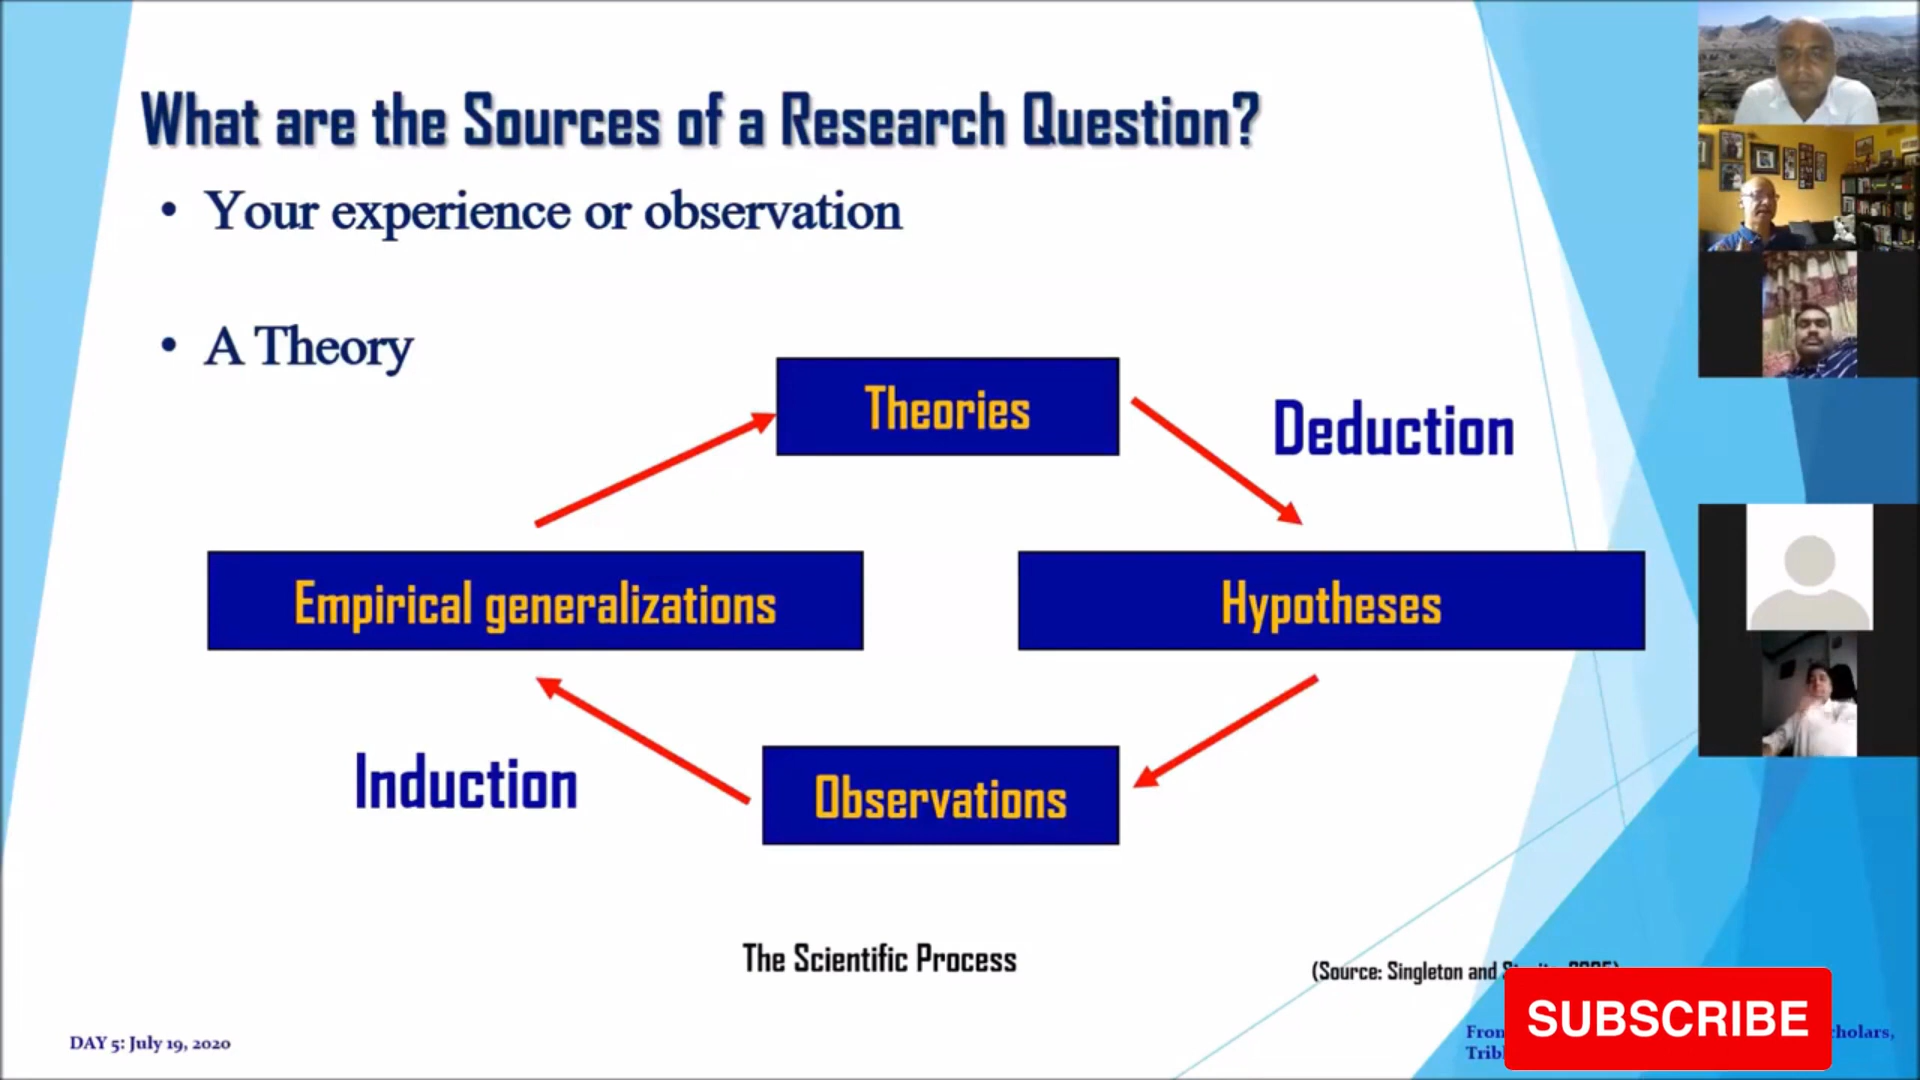 What are the Sources of a Research Question?
• Your experience or observation
• A Theory
Theories
Deduction
Empirical generalizations
Hypotheses
Induction
Observations
The Scientific Process
(Source: Singleton and
SUBSCRIBE
DAY 5: July 19, 2020